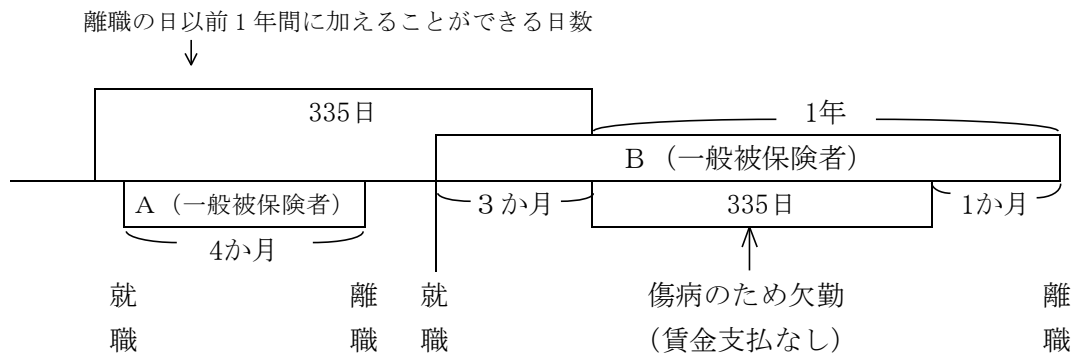 離職の日以前1年間に加えることができる日数
335日
1年
B（一般被保険者）
A（一般被保険者）
3か月
335日
1か月
4か月
就職
離職
就職
傷病のため欠勤
（賃金支払なし）
離職